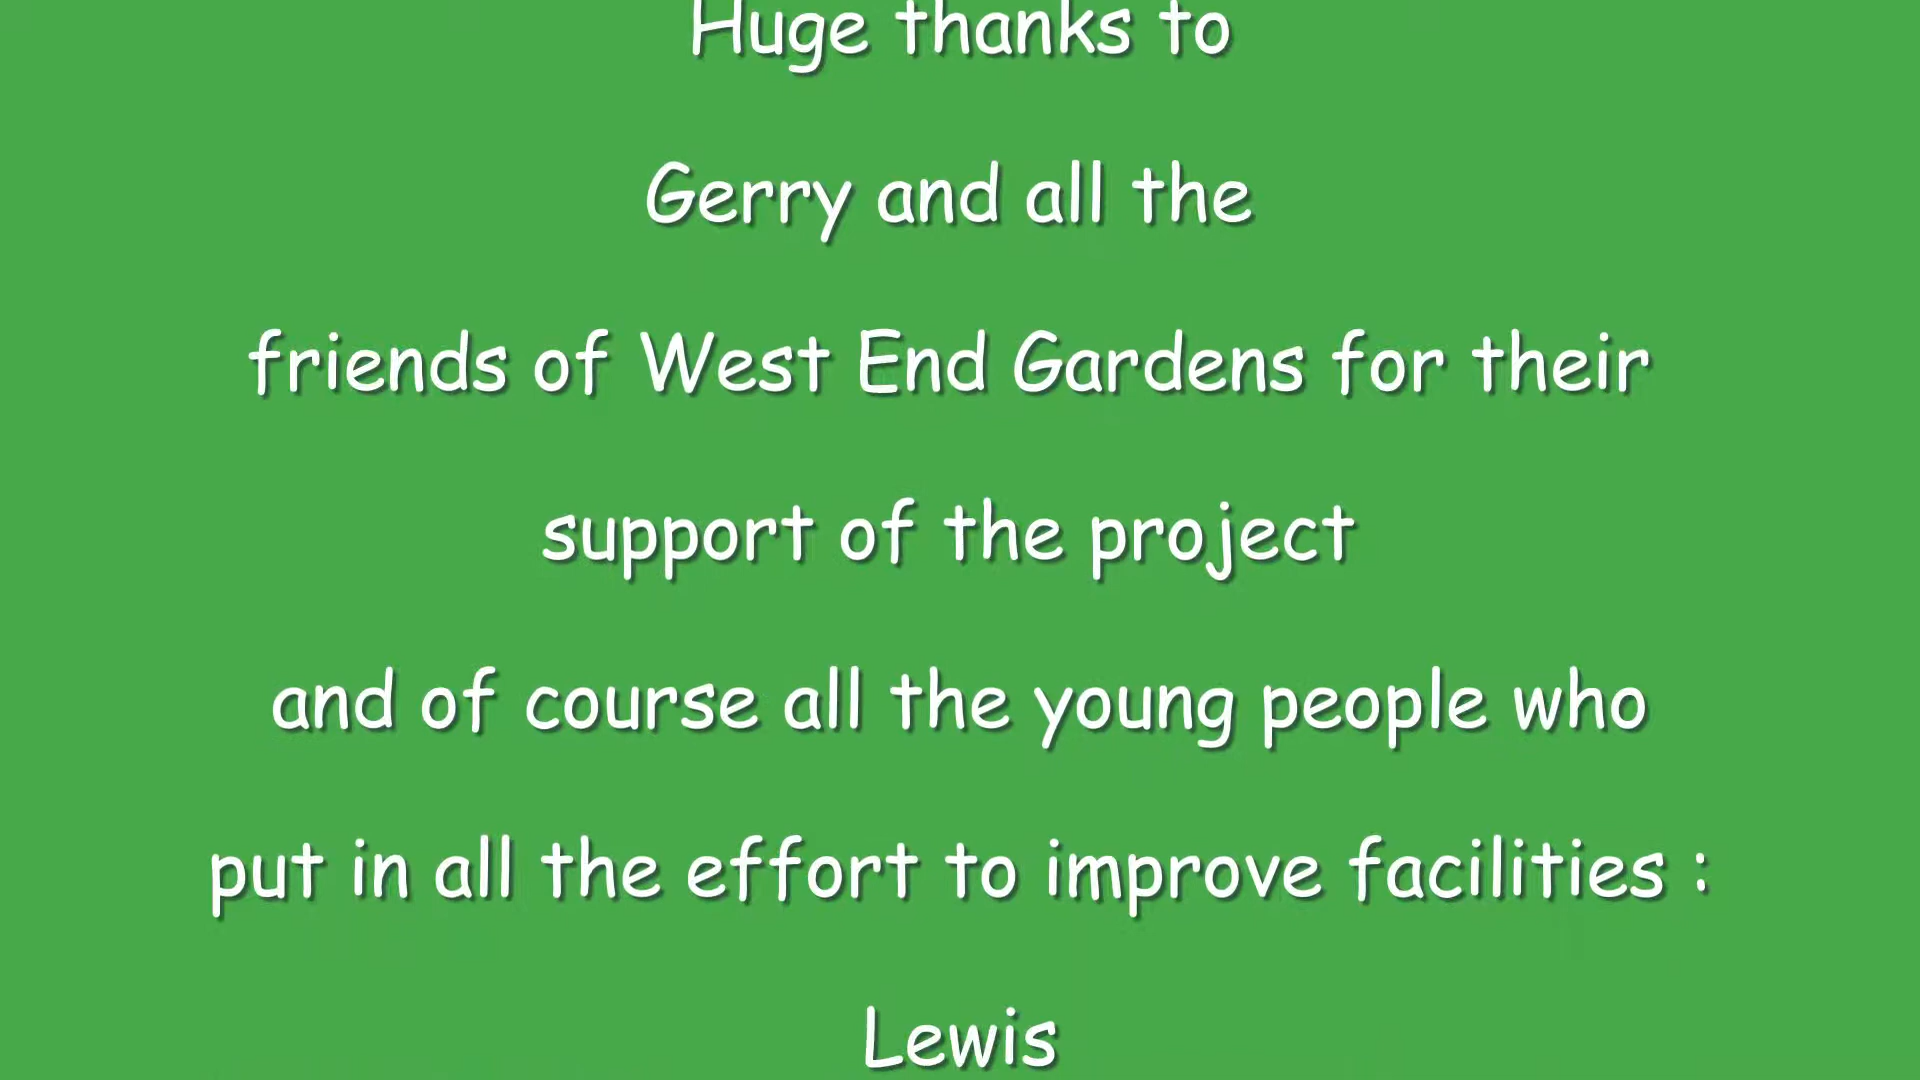 Huge thanks to
Gerry and all the
friends of West End Gardens for their
support of the project
and of course all the young people who
put in all the effort to improve facilities :
Lewis